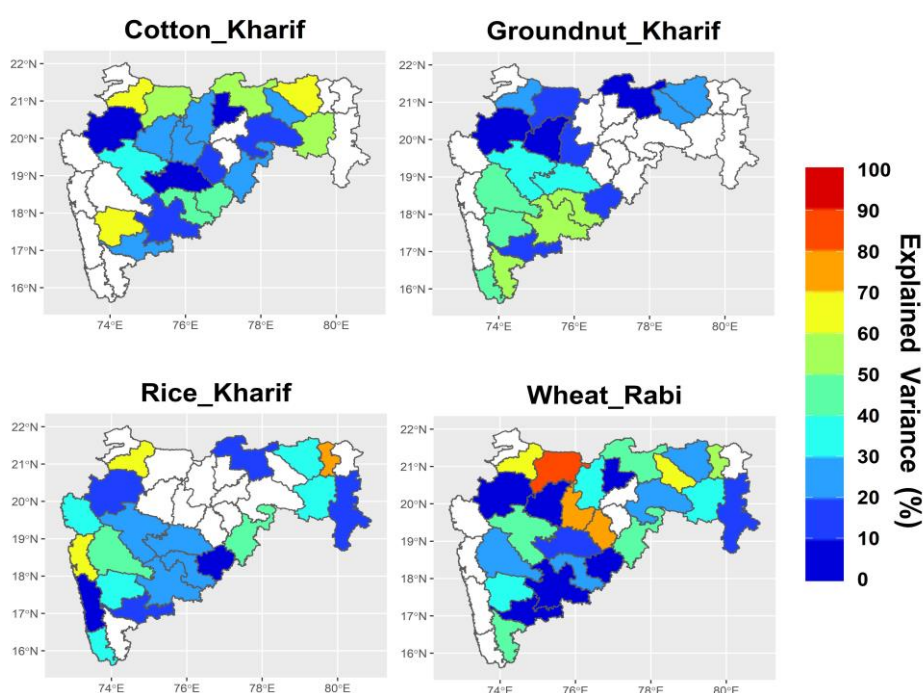 Cotton_Kharif
22°N
21°N
20°N
19°N
18°N
17°N
16°N
74°E 76°E 78°E 80°E
Groundnut_Kharif
22°N
21°N
20°N
19°N
18°N
17°N
16°N
74°E 76°E 78°E 80°E
Rice_Kharif
22°N
21°N
20°N
19°N
18°N
17°N
16°N
74°E 76°E 78°E 80°E
Wheat_Rabi
22°N
21°N
20°N
19°N
18°N
17°N
16°N
74°E 76°E 78°E 80°E
100
90
80
70
60
50
40
30
20
10
0
Explained Variance (%)